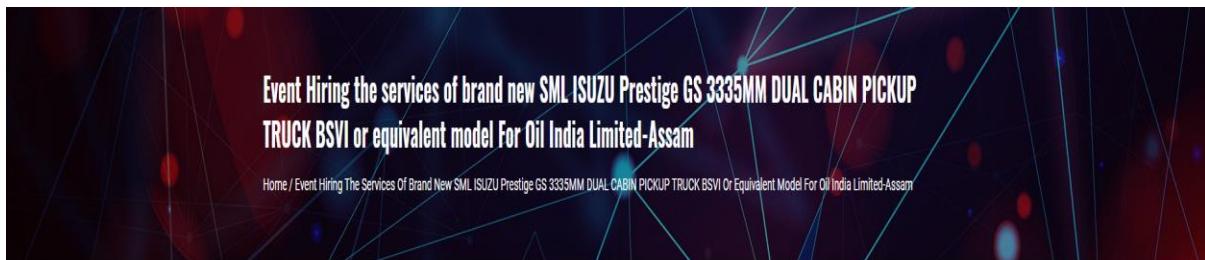 Event Hiring the services of brand new SML ISUZU Prestige GS 3335MM DUAL CABIN PICKUP
TRUCK BSVI or equivalent model For Oil India Limited-Assam
Home / Event Hiring The Services Of Brand New SML ISUZU Prestige GS 3335MM DUAL CABIN PICKUP TRUCK BSVI Or Equivalent Model For Oil India Limited-Assam